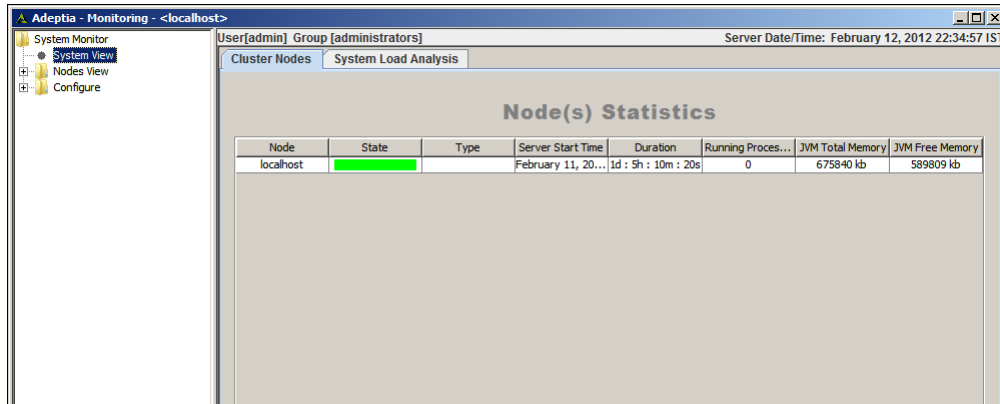 Adeptia - Monitoring - <localhost>
System Monitor
System View
Nodes View
Configure
User[admin] Group [administrators]
Server Date/Time: February 12, 2012 22:34:57 IST
Cluster Nodes
System Load Analysis
Node(s) Statistics
Node State Type Server Start Time Duration Running Proces... JVM Total Memory JVM Free Memory
localhost February 11, 20... 1d : 5h : 10m : 20s 0 675840 kb 589809 kb